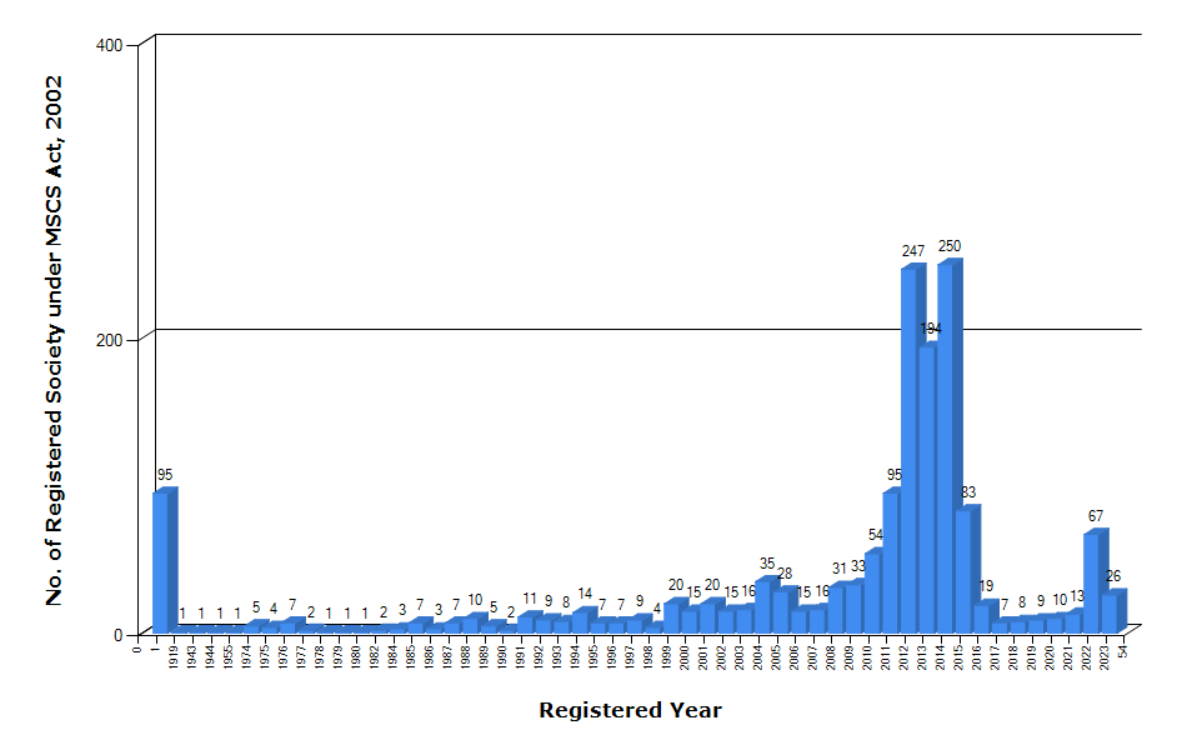 400
200
0
No. of Registered Society under MSCS Act, 2002
95 1 1 1 1 5 4 7 2 1 1 1 2 3 7 3 7 10 5 2 11 9 8 14 7 7 9 4 20 15 20 15 16 35 28 15 16 31 33 54 95 247 194 250 83 19 7 8 9 10 13 67 26
0 1 1919 1943 1944 1955 1974 1975 1976 1977 1978 1979 1980 1982 1984 1985 1986 1987 1988 1989 1990 1991 1992 1993 1994 1995 1996 1997 1998 1999 2000 2001 2002 2003 2004 2005 2006 2007 2008 2009 2010 2011 2012 2013 2014 2015 2016 2017 2018 2019 2020 2021 2022 2023 54
Registered Year